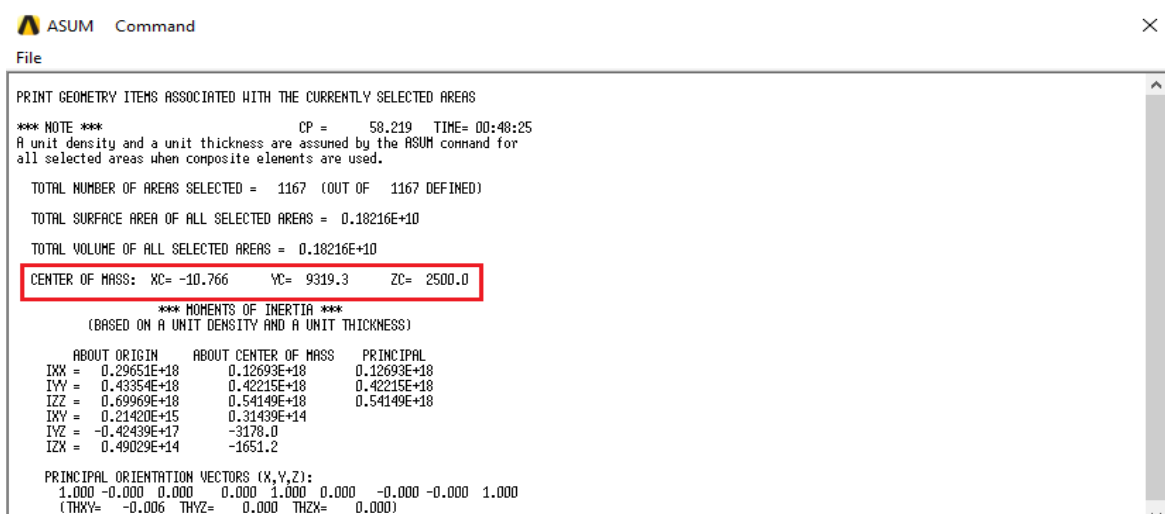 ASUM Command
File
PRINT GEOMETRY ITEMS ASSOCIATED WITH THE CURRENTLY SELECTED AREAS
*** NOTE *** CP = 58.219 TIME= 00:48:25
A unit density and a unit thickness are assumed by the ASUM command for
all selected areas when composite elements are used.
TOTAL NUMBER OF AREAS SELECTED = 1167 (OUT OF 1167 DEFINED)
TOTAL SURFACE AREA OF ALL SELECTED AREAS = 0.18216E+10
TOTAL VOLUME OF ALL SELECTED AREAS = 0.18216E+10
CENTER OF MASS: XC= -10.766 YC= 9319.3 ZC= 2500.0
*** MOMENTS OF INERTIA ***
(BASED ON A UNIT DENSITY AND A UNIT THICKNESS)
ABOUT ORIGIN ABOUT CENTER OF MASS PRINCIPAL
IXX = 0.29651E+18 0.12693E+18 0.12693E+18
IYY = 0.43354E+18 0.42215E+18 0.42215E+18
IZZ = 0.69969E+18 0.54149E+18 0.54149E+18
IXY = 0.21420E+15 0.31439E+14
IYZ = -0.42439E+17 -3178.0
IZX = 0.49029E+14 -1651.2
PRINCIPAL ORIENTATION VECTORS (X,Y,Z):
1.000 -0.000 0.000 0.000 1.000 0.000 -0.000 -0.000 1.000
(THXY= -0.006 THYZ= 0.000 THZX= 0.000)